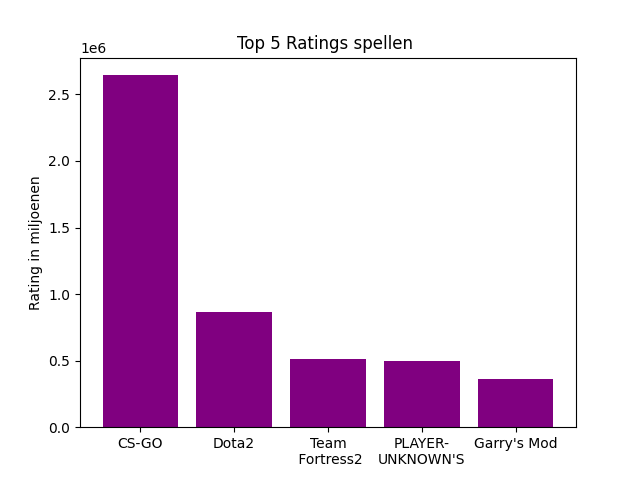 Top 5 Ratings spellen
1e6
Rating in miljoenen
2.5
2.0
1.5
1.0
0.5
0.0
CS-GO
Dota2
Team
Fortress2
PLAYER-
UNKNOWN'S
Garry's Mod